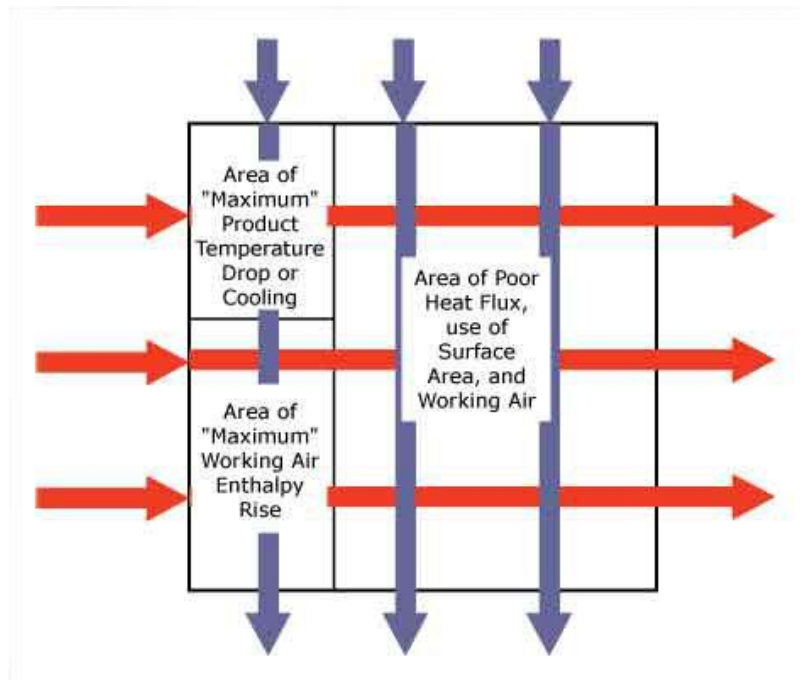 Area of
"Maximum"
Product
Temperature
Drop or
Cooling
Area of Poor
Heat Flux,
use of
Surface
Area, and
Working Air
Area of
"Maximum"
Working Air
Enthalpy
Rise